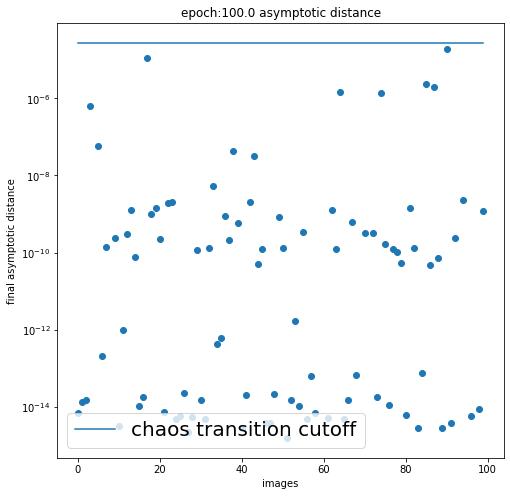 epoch:100.0 asymptotic distance
final asymptotic distance
10⁻⁶
10⁻⁸
10⁻¹⁰
10⁻¹²
10⁻¹⁴
chaos transition cutoff
0 20 40 60 80 100
images